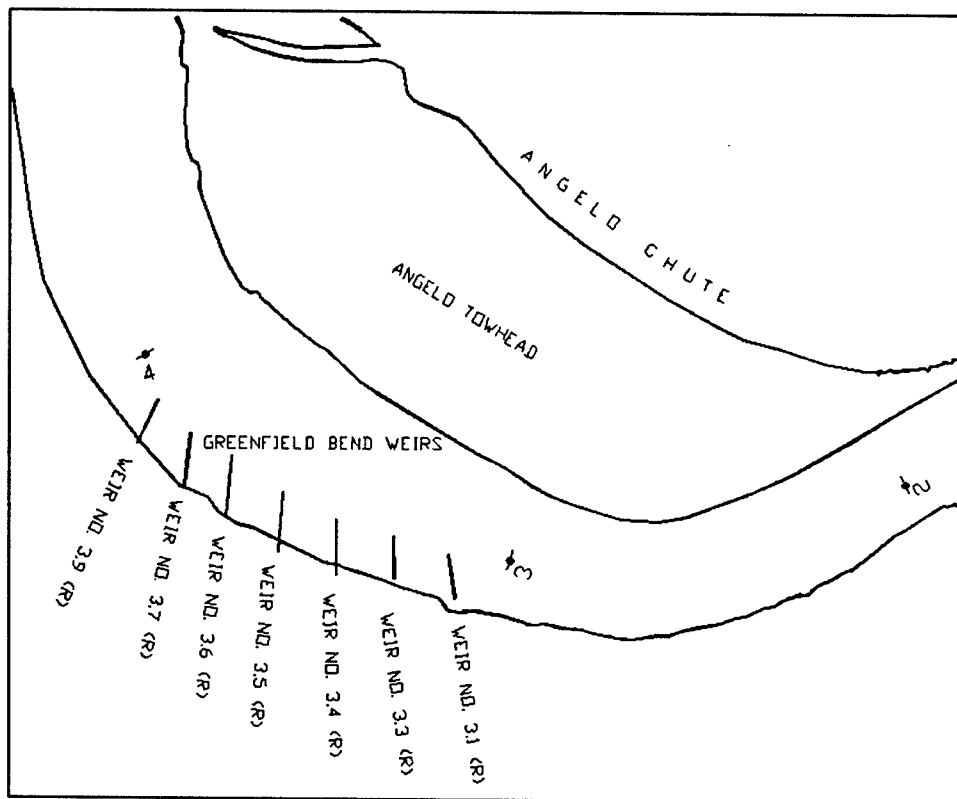 ANGELO CHUTE
ANGELO TOWHEAD
4
GREENFIELD BEND WEIRS
2
3
WEIR NO. 3.9 (R)
WEIR NO. 3.7 (R)
WEIR NO. 3.6 (R)
WEIR NO. 3.5 (R)
WEIR NO. 3.4 (R)
WEIR NO. 3.3 (R)
WEIR NO. 3.1 (R)